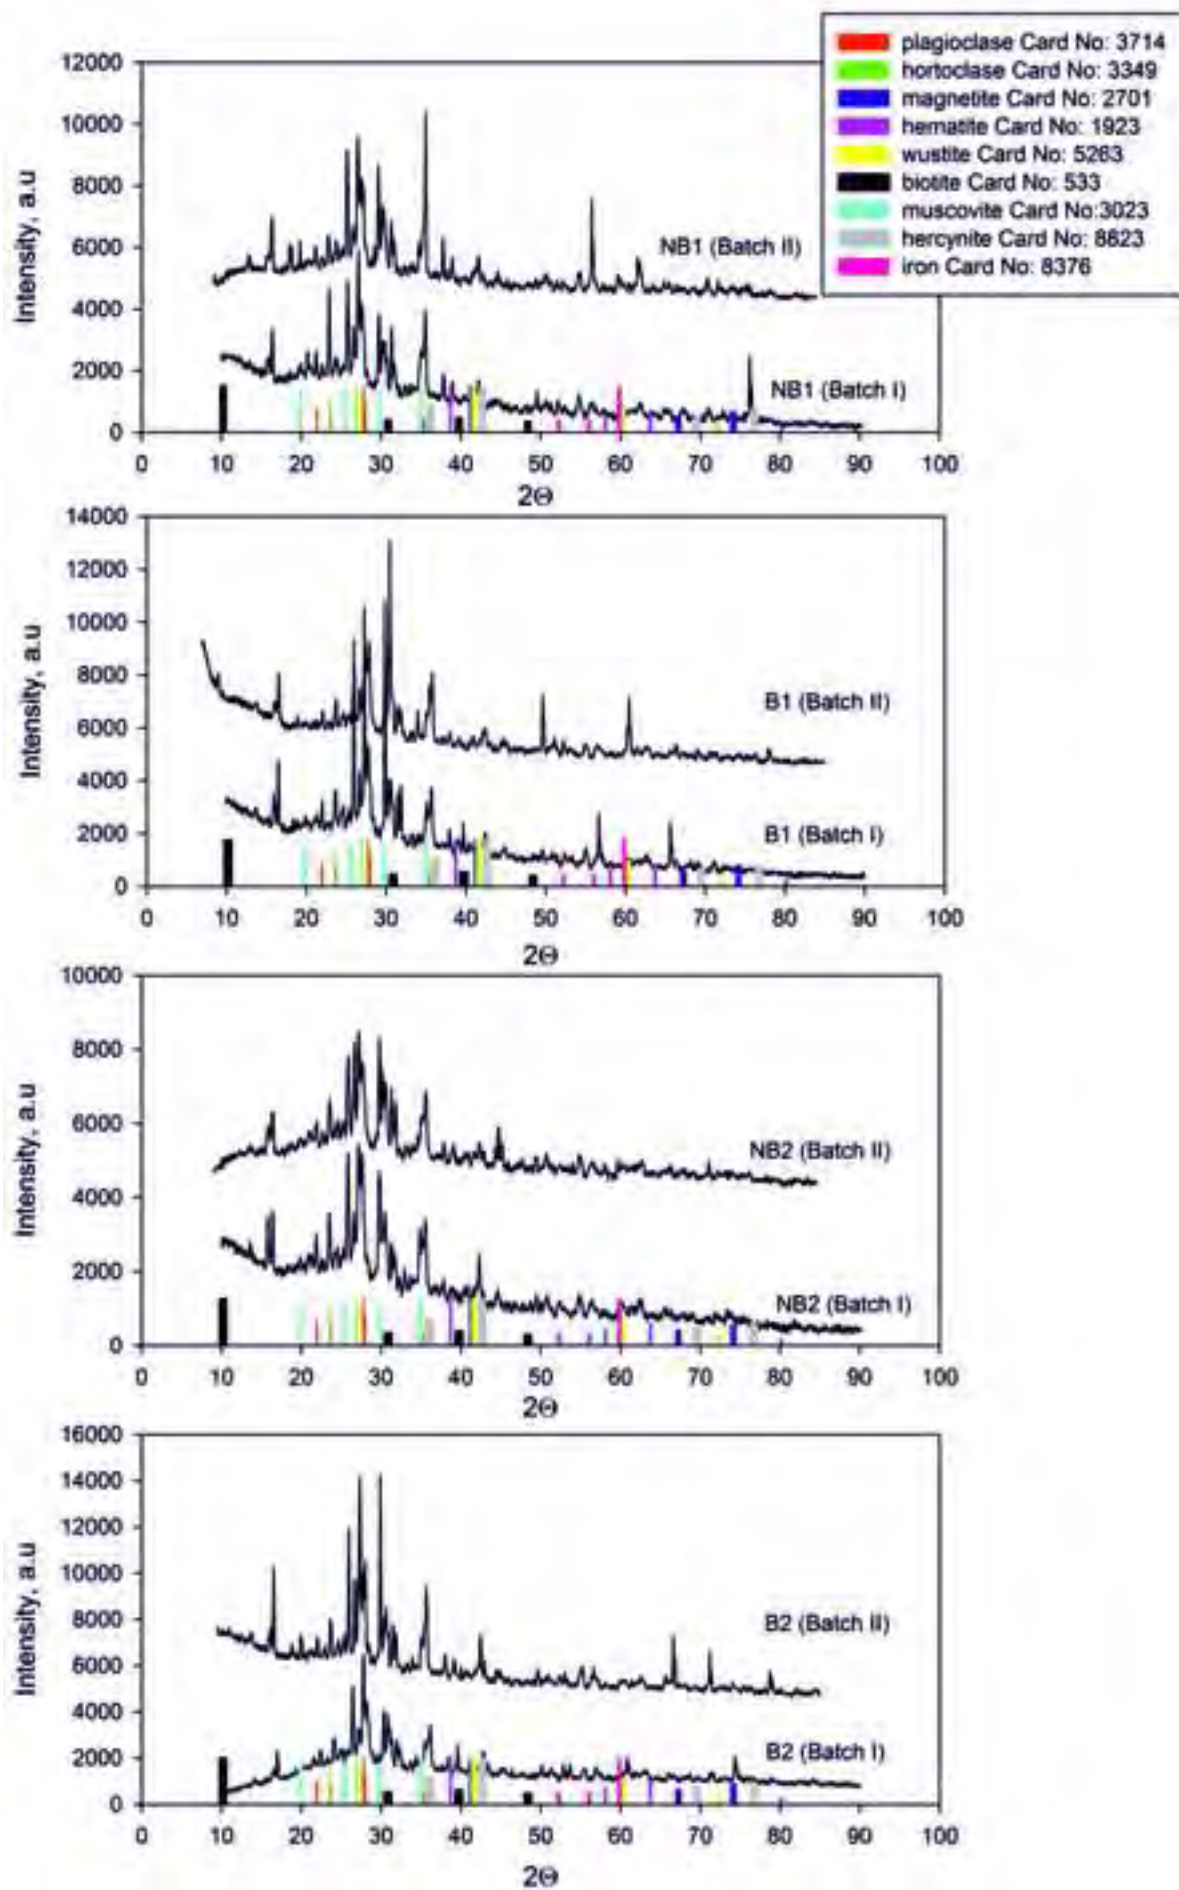 plagioclase Card No: 3714
hortoclase Card No: 3349
magnetite Card No: 2701
hematite Card No: 1923
wustite Card No: 5263
biotite Card No: 533
muscovite Card No:3023
hercynite Card No: 8823
iron Card No: 8376
12000
10000
8000
6000
4000
2000
0
Intensity, a.u
NB1 (Batch II)
NB1 (Batch I)
0 10 20 30 40 50 60 70 80 90 100
2Θ
14000
12000
10000
8000
6000
4000
2000
0
Intensity, a.u
B1 (Batch II)
B1 (Batch I)
0 10 20 30 40 50 60 70 80 90 100
2Θ
10000
8000
6000
4000
2000
0
Intensity, a.u
NB2 (Batch II)
NB2 (Batch I)
0 10 20 30 40 50 60 70 80 90 100
2Θ
16000
14000
12000
10000
8000
6000
4000
2000
0
Intensity, a.u
B2 (Batch II)
B2 (Batch I)
0 10 20 30 40 50 60 70 80 90 100
2Θ